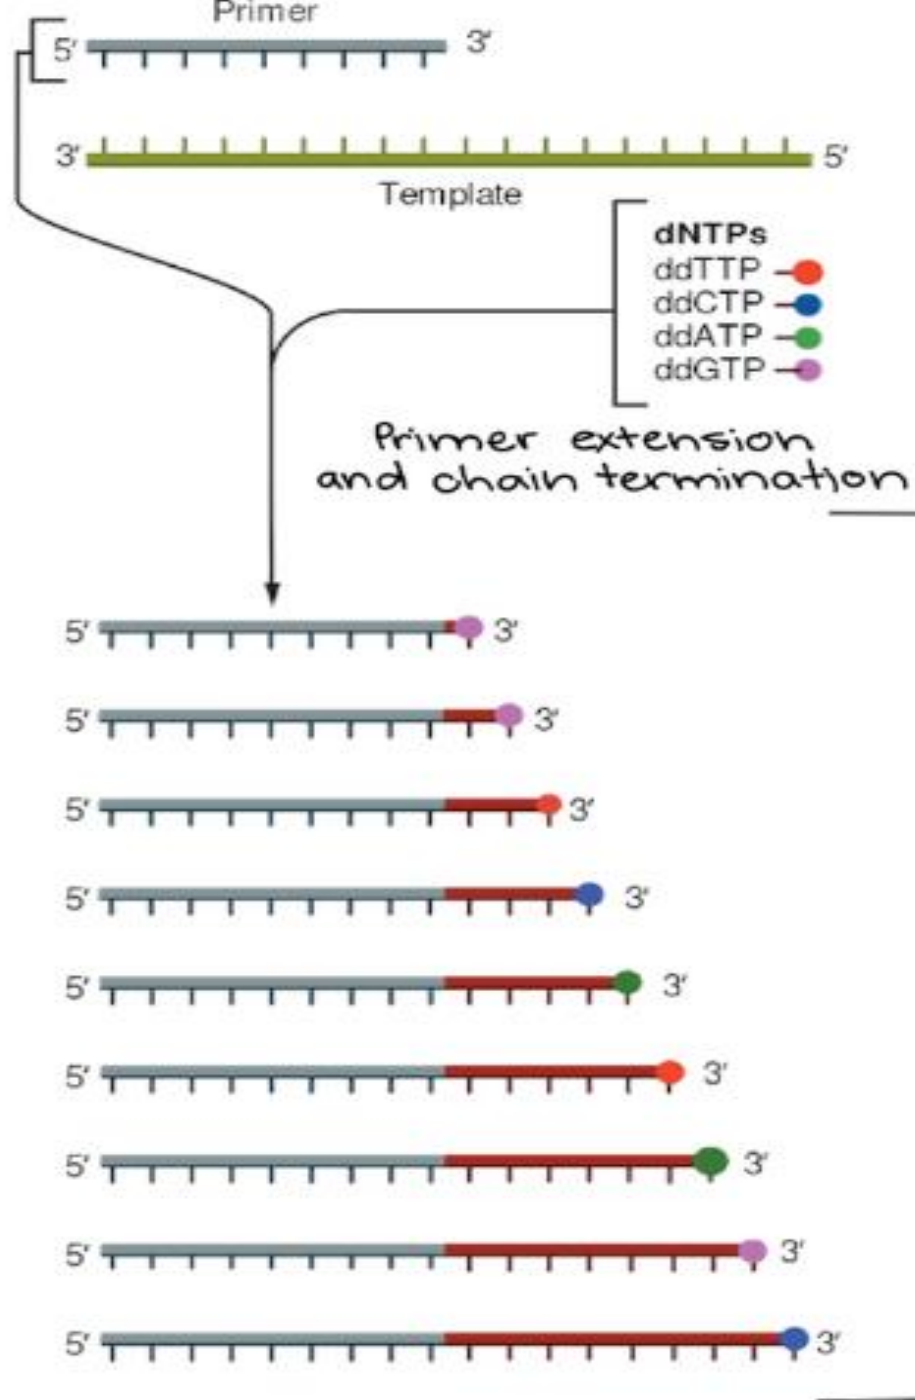 Primer
5' 3'
3' 5'
Template
dNTPs
ddTTP
ddCTP
ddATP
ddGTP
Primer extension
and chain termination
5' 3'
5' 3'
5' 3'
5' 3'
5' 3'
5' 3'
5' 3'
5' 3'
5' 3'